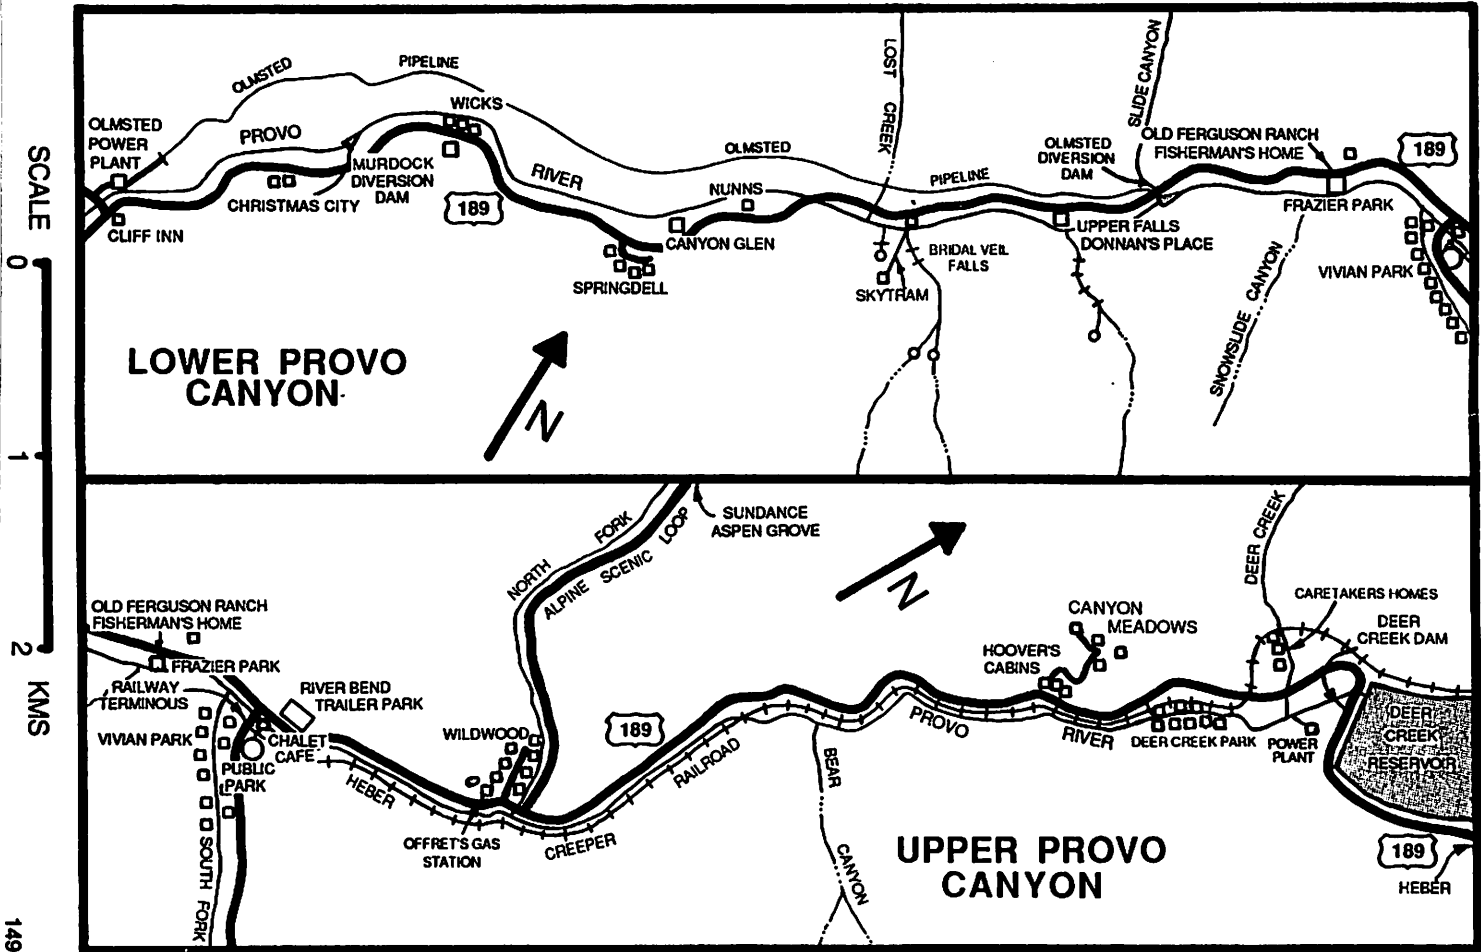 SCALE
0
1
2
KMS
149
LOST
CREEK
SLIDE CANYON
OLMSTED
PIPELINE
WICKS
OLMSTED
POWER
PLANT
PROVO
MURDOCK
DIVERSION
DAM
RIVER
OLMSTED
OLMSTED
DIVERSION
DAM
OLD FERGUSON RANCH
FISHERMAN'S HOME
189
CHRISTMAS CITY
189
NUNNS
PIPELINE
FRAZIER PARK
CLIFF INN
CANYON GLEN
BRIDAL VEIL
FALLS
UPPER FALLS
DONNAN'S PLACE
VIVIAN PARK
SPRINGDELL
SKYTRAM
SNOWSLIDE CANYON
LOWER PROVO
CANYON
N
SUNDANCE
ASPEN GROVE
NORTH FORK
ALPINE SCENIC LOOP
N
DEER CREEK
CARETAKERS HOMES
DEER
CREEK DAM
CANYON
MEADOWS
HOOVER'S
CABINS
OLD FERGUSON RANCH
FISHERMAN'S HOME
FRAZIER PARK
RAILWAY
TERMINOUS
RIVER BEND
TRAILER PARK
VIVIAN PARK
CHALET
CAFE
PUBLIC
PARK
WILDWOOD
189
HEBER
CREEPER
RAILROAD
PROVO
RIVER
DEER CREEK PARK
POWER
PLANT
DEER
CREEK
RESERVOIR
OFFRET'S GAS
STATION
SOUTH FORK
BEAR
CANYON
UPPER PROVO
CANYON
189
HEBER